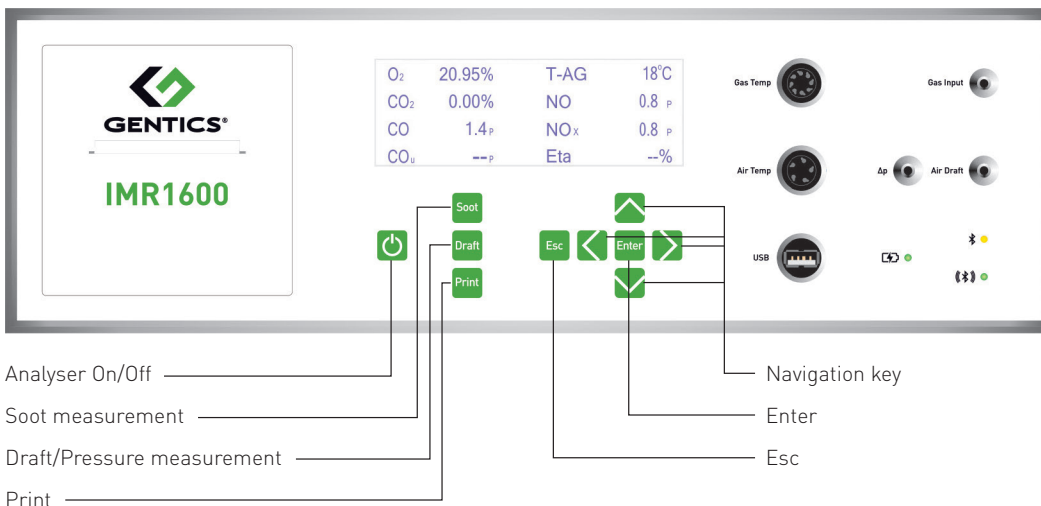 GENTICS®
IMR1600
O₂ 20.95% T-AG 18°C
CO₂ 0.00% NO 0.8 P
CO 1.4 P NOx 0.8 P
COu --P Eta --%
Gas Temp
Gas Input
Air Temp
Δp
Air Draft
USB
Soot
Draft
Print
Esc
Enter
Analyser On/Off
Soot measurement
Draft/Pressure measurement
Print
Navigation key
Enter
Esc